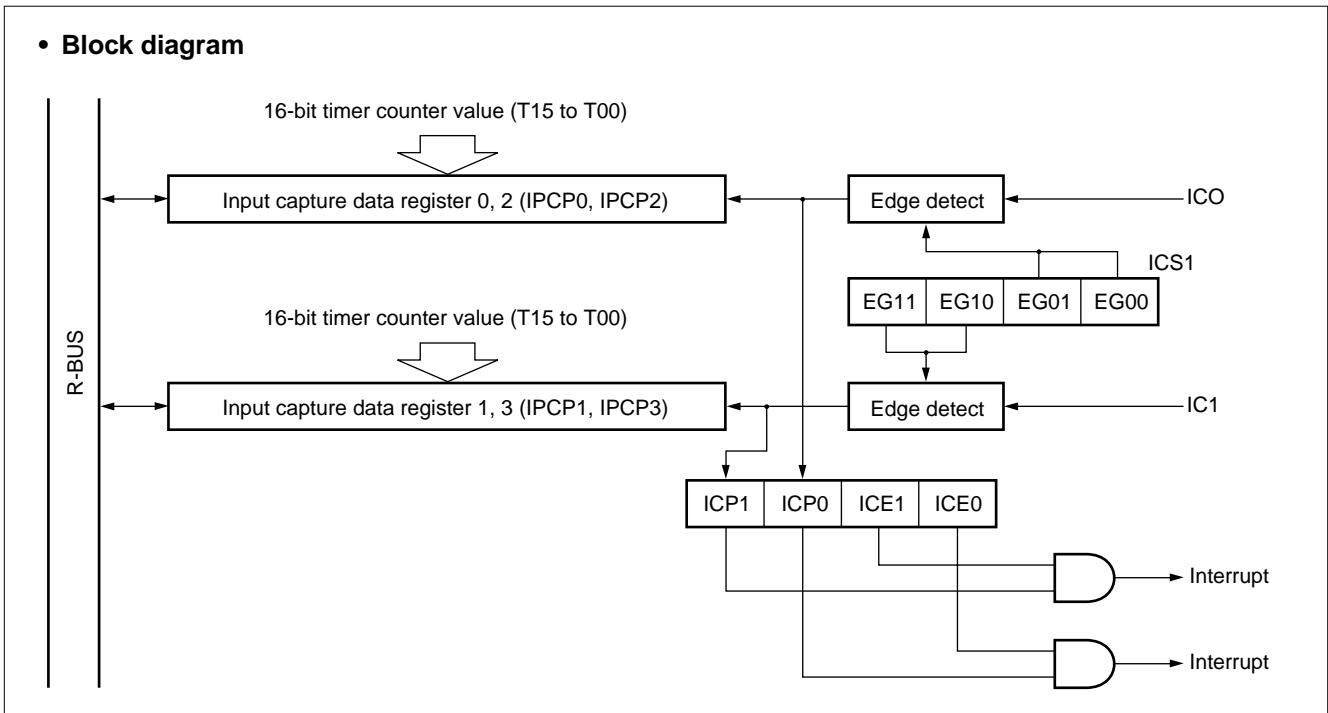 • Block diagram
16-bit timer counter value (T15 to T00)
Input capture data register 0, 2 (IPCP0, IPCP2)
Edge detect
ICO
ICS1
EG11 EG10 EG01 EG00
16-bit timer counter value (T15 to T00)
R-BUS
Input capture data register 1, 3 (IPCP1, IPCP3)
Edge detect
IC1
ICP1 ICP0 ICE1 ICE0
Interrupt
Interrupt